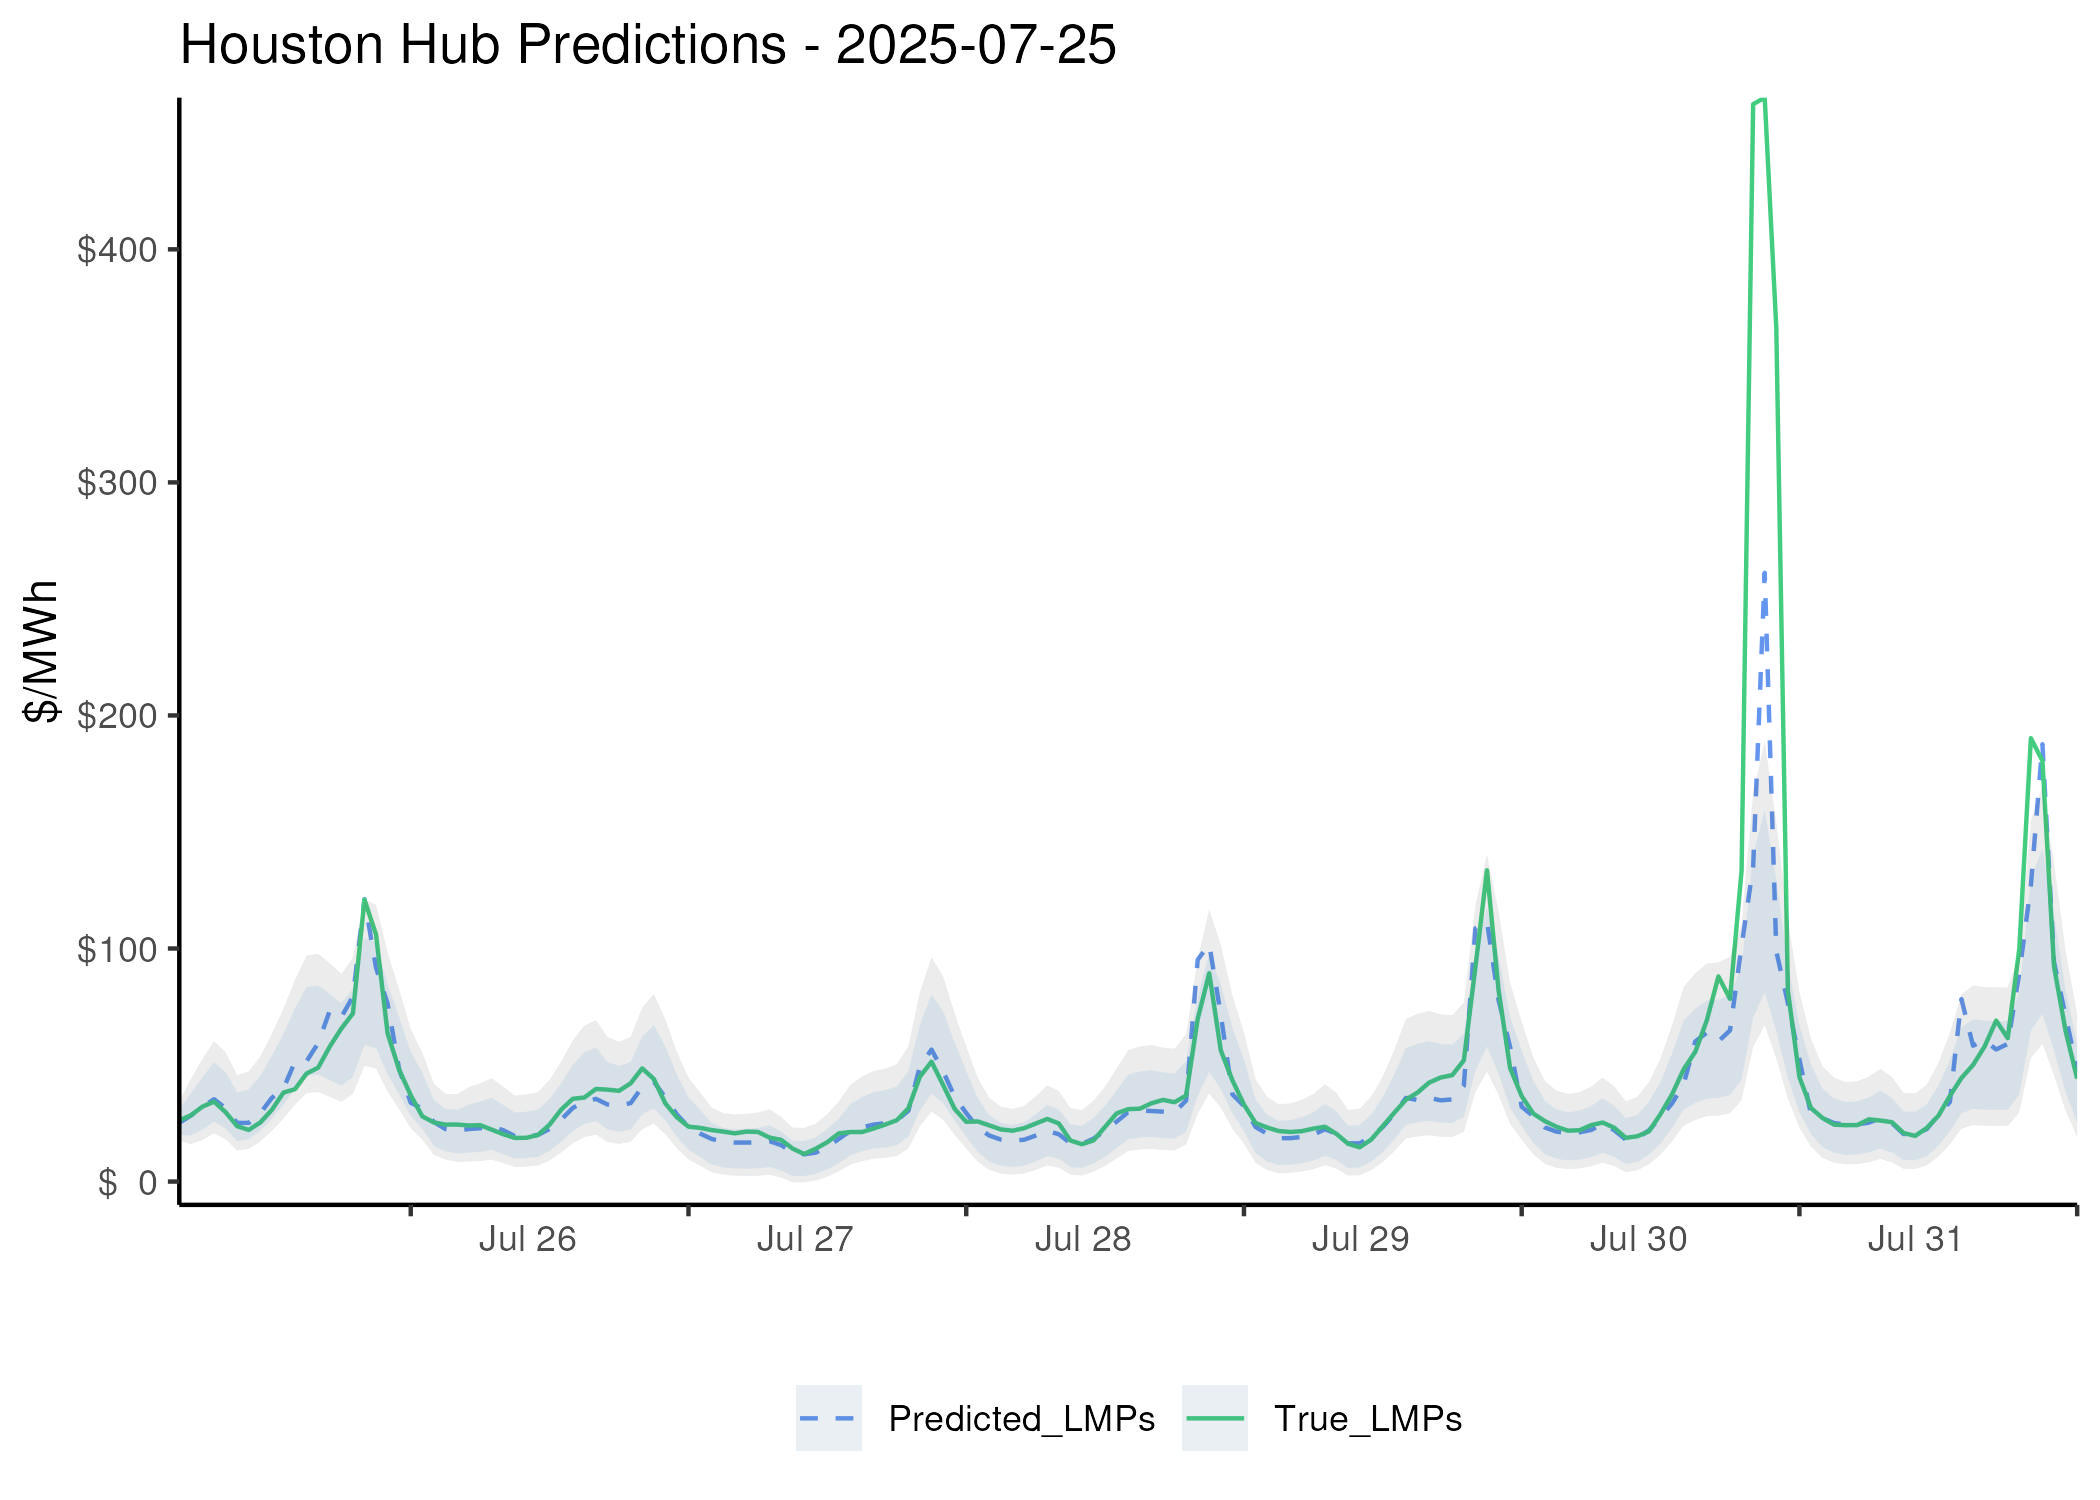 Houston Hub Predictions - 2025-07-25
$/MWh
$400
$300
$200
$100
$ 0
Jul 26
Jul 27
Jul 28
Jul 29
Jul 30
Jul 31
Predicted_LMPs
True_LMPs